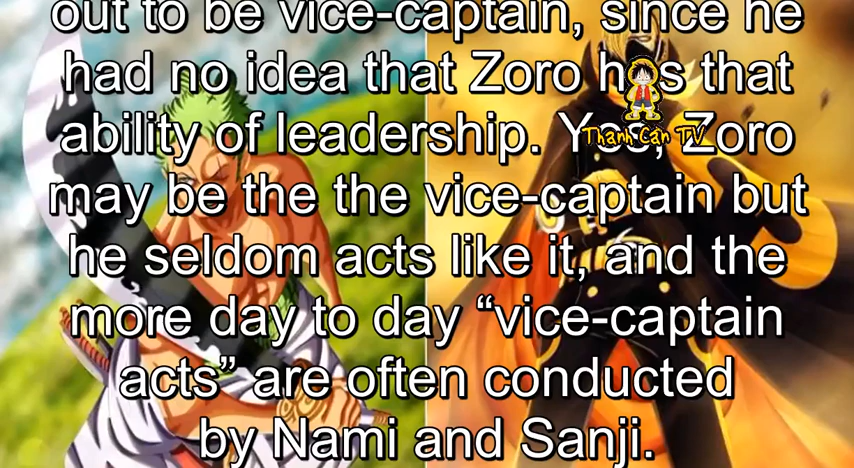 out to be vice-captain, since he
had no idea that Zoro has that
ability of leadership. Yes, Zoro
Thanh Cần TV
may be the the vice-captain but
he seldom acts like it, and the
more day to day “vice-captain
acts” are often conducted
by Nami and Sanji.